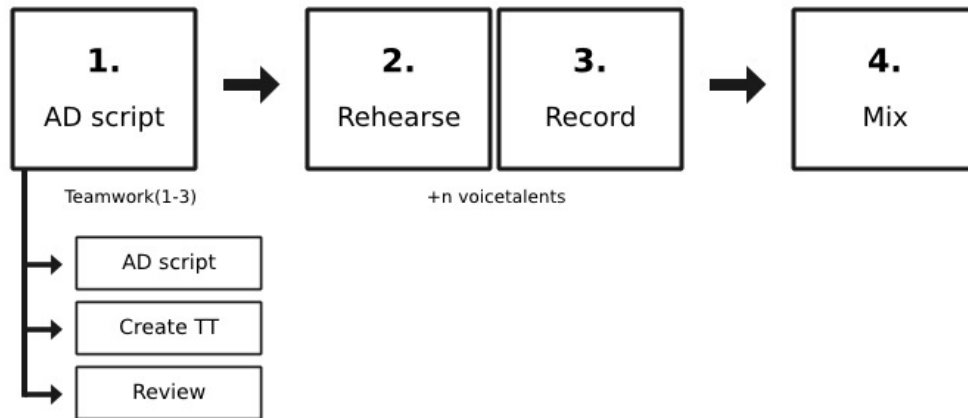 1.
AD script
2.
Rehearse
3.
Record
4.
Mix
Teamwork(1-3)
+n voicetalents
AD script
Create TT
Review